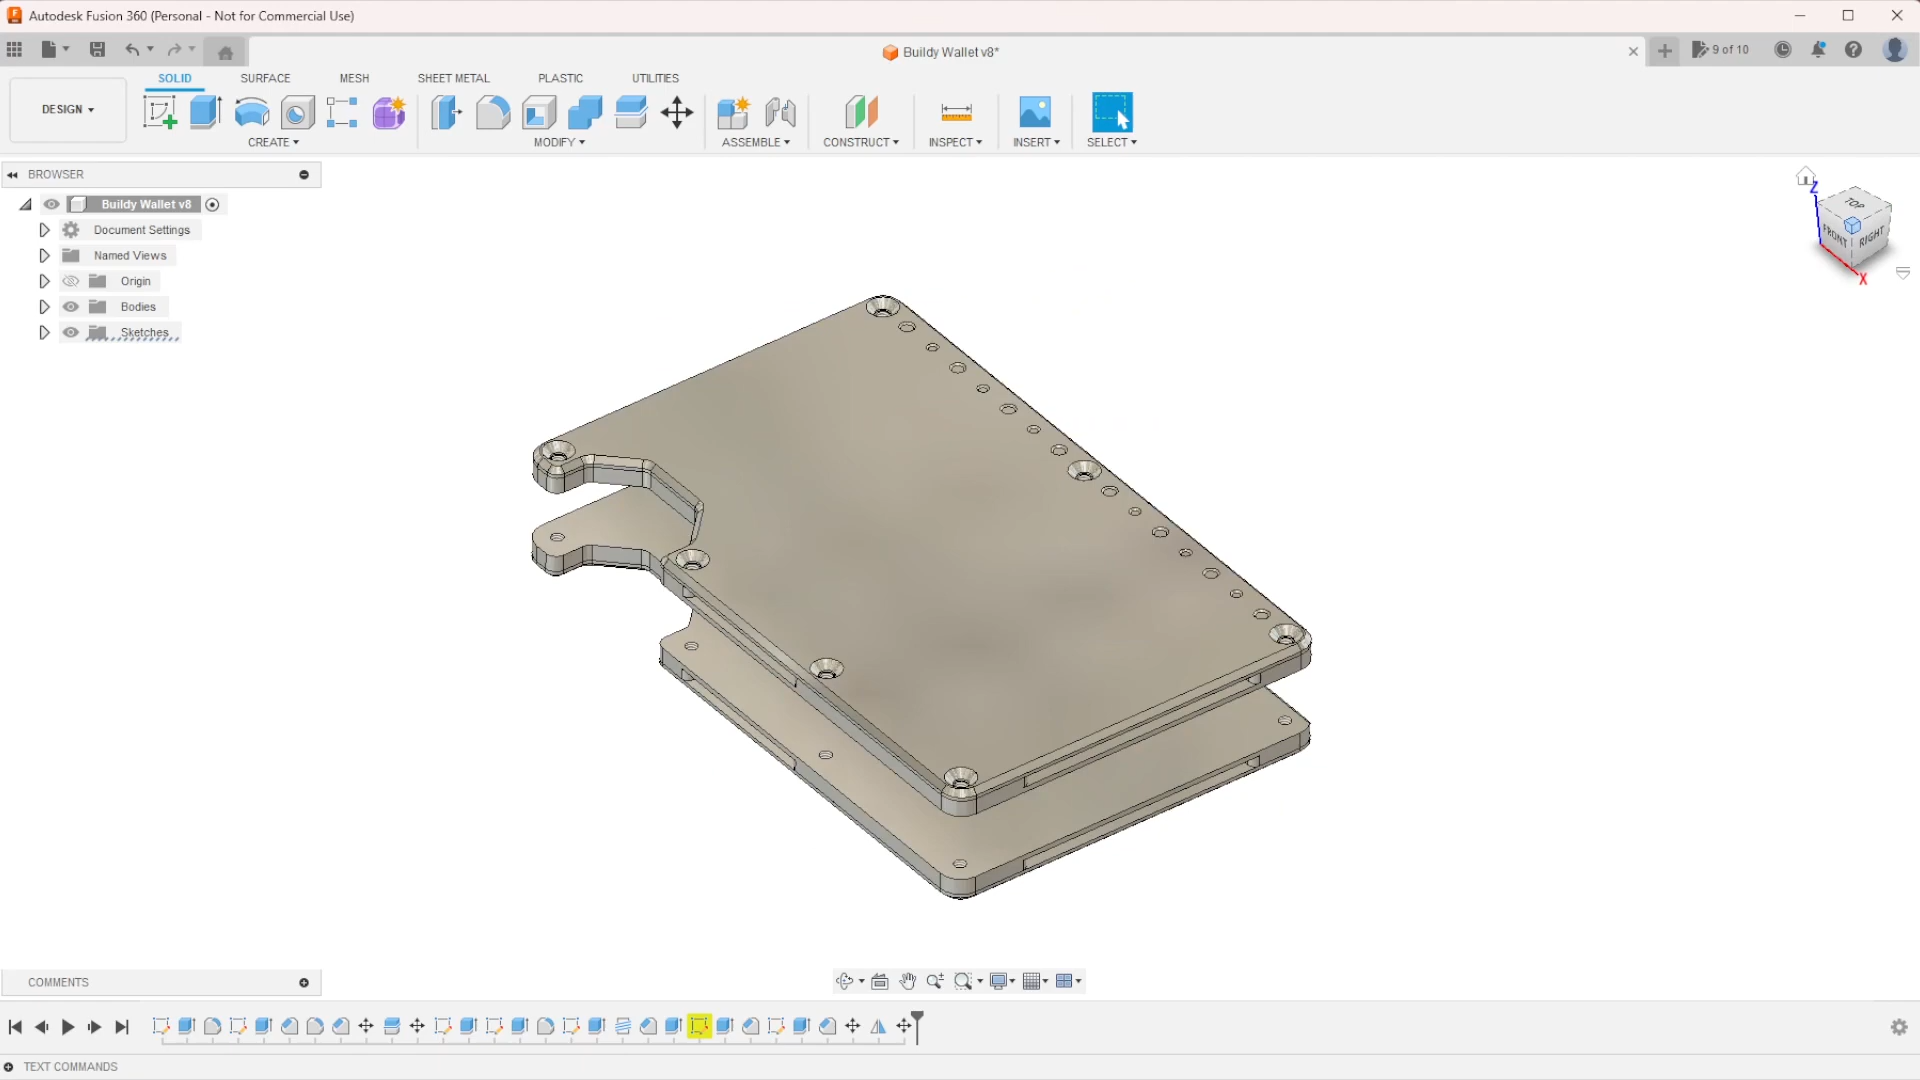 Autodesk Fusion 360 (Personal - Not for Commercial Use)
Buildy Wallet v8*
9 of 10
SOLID
SURFACE
MESH
SHEET METAL
PLASTIC
UTILITIES
DESIGN
CREATE
MODIFY
ASSEMBLE
CONSTRUCT
INSPECT
INSERT
SELECT
BROWSER
Buildy Wallet v8
Document Settings
Named Views
Origin
Bodies
Sketches
Z
TOP
FRONT
RIGHT
X
COMMENTS
TEXT COMMANDS